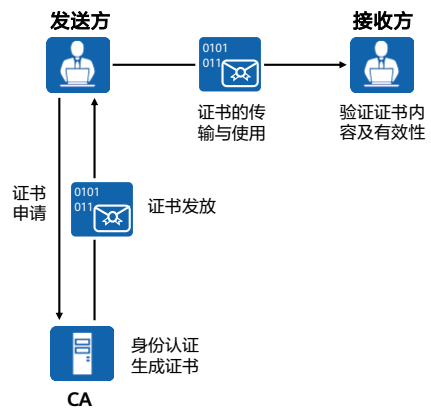 发送方
接收方
0101
011
证书的传
输与使用
验证证书内
容及有效性
证书
申请
0101
011
证书发放
身份认证
生成证书
CA